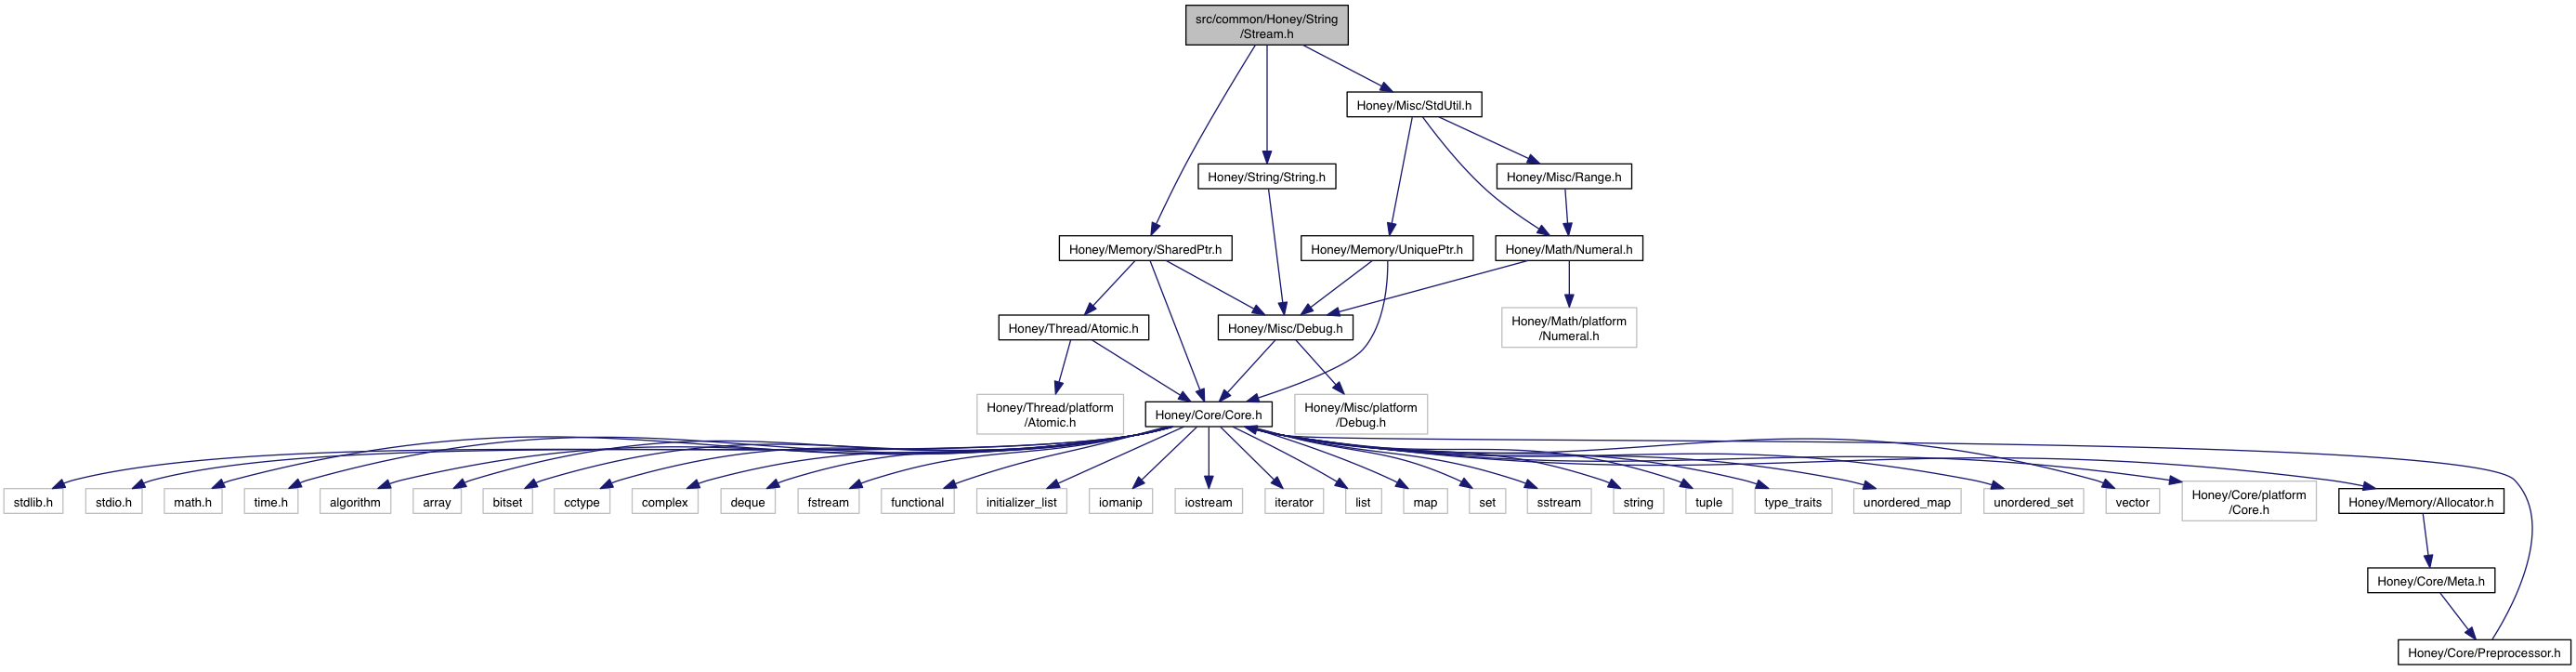 src/common/Honey/String
/Stream.h
Honey/Misc/StdUtil.h
Honey/String/String.h
Honey/Misc/Range.h
Honey/Memory/SharedPtr.h
Honey/Memory/UniquePtr.h
Honey/Math/Numeral.h
Honey/Thread/Atomic.h
Honey/Misc/Debug.h
Honey/Math/platform
/Numeral.h
Honey/Thread/platform
/Atomic.h
Honey/Core/Core.h
Honey/Misc/platform
/Debug.h
stdlib.h
stdio.h
math.h
time.h
algorithm
array
bitset
cctype
complex
deque
fstream
functional
initializer_list
iomanip
iostream
iterator
list
map
set
sstream
string
tuple
type_traits
unordered_map
unordered_set
vector
Honey/Core/platform
/Core.h
Honey/Memory/Allocator.h
Honey/Core/Meta.h
Honey/Core/Preprocessor.h